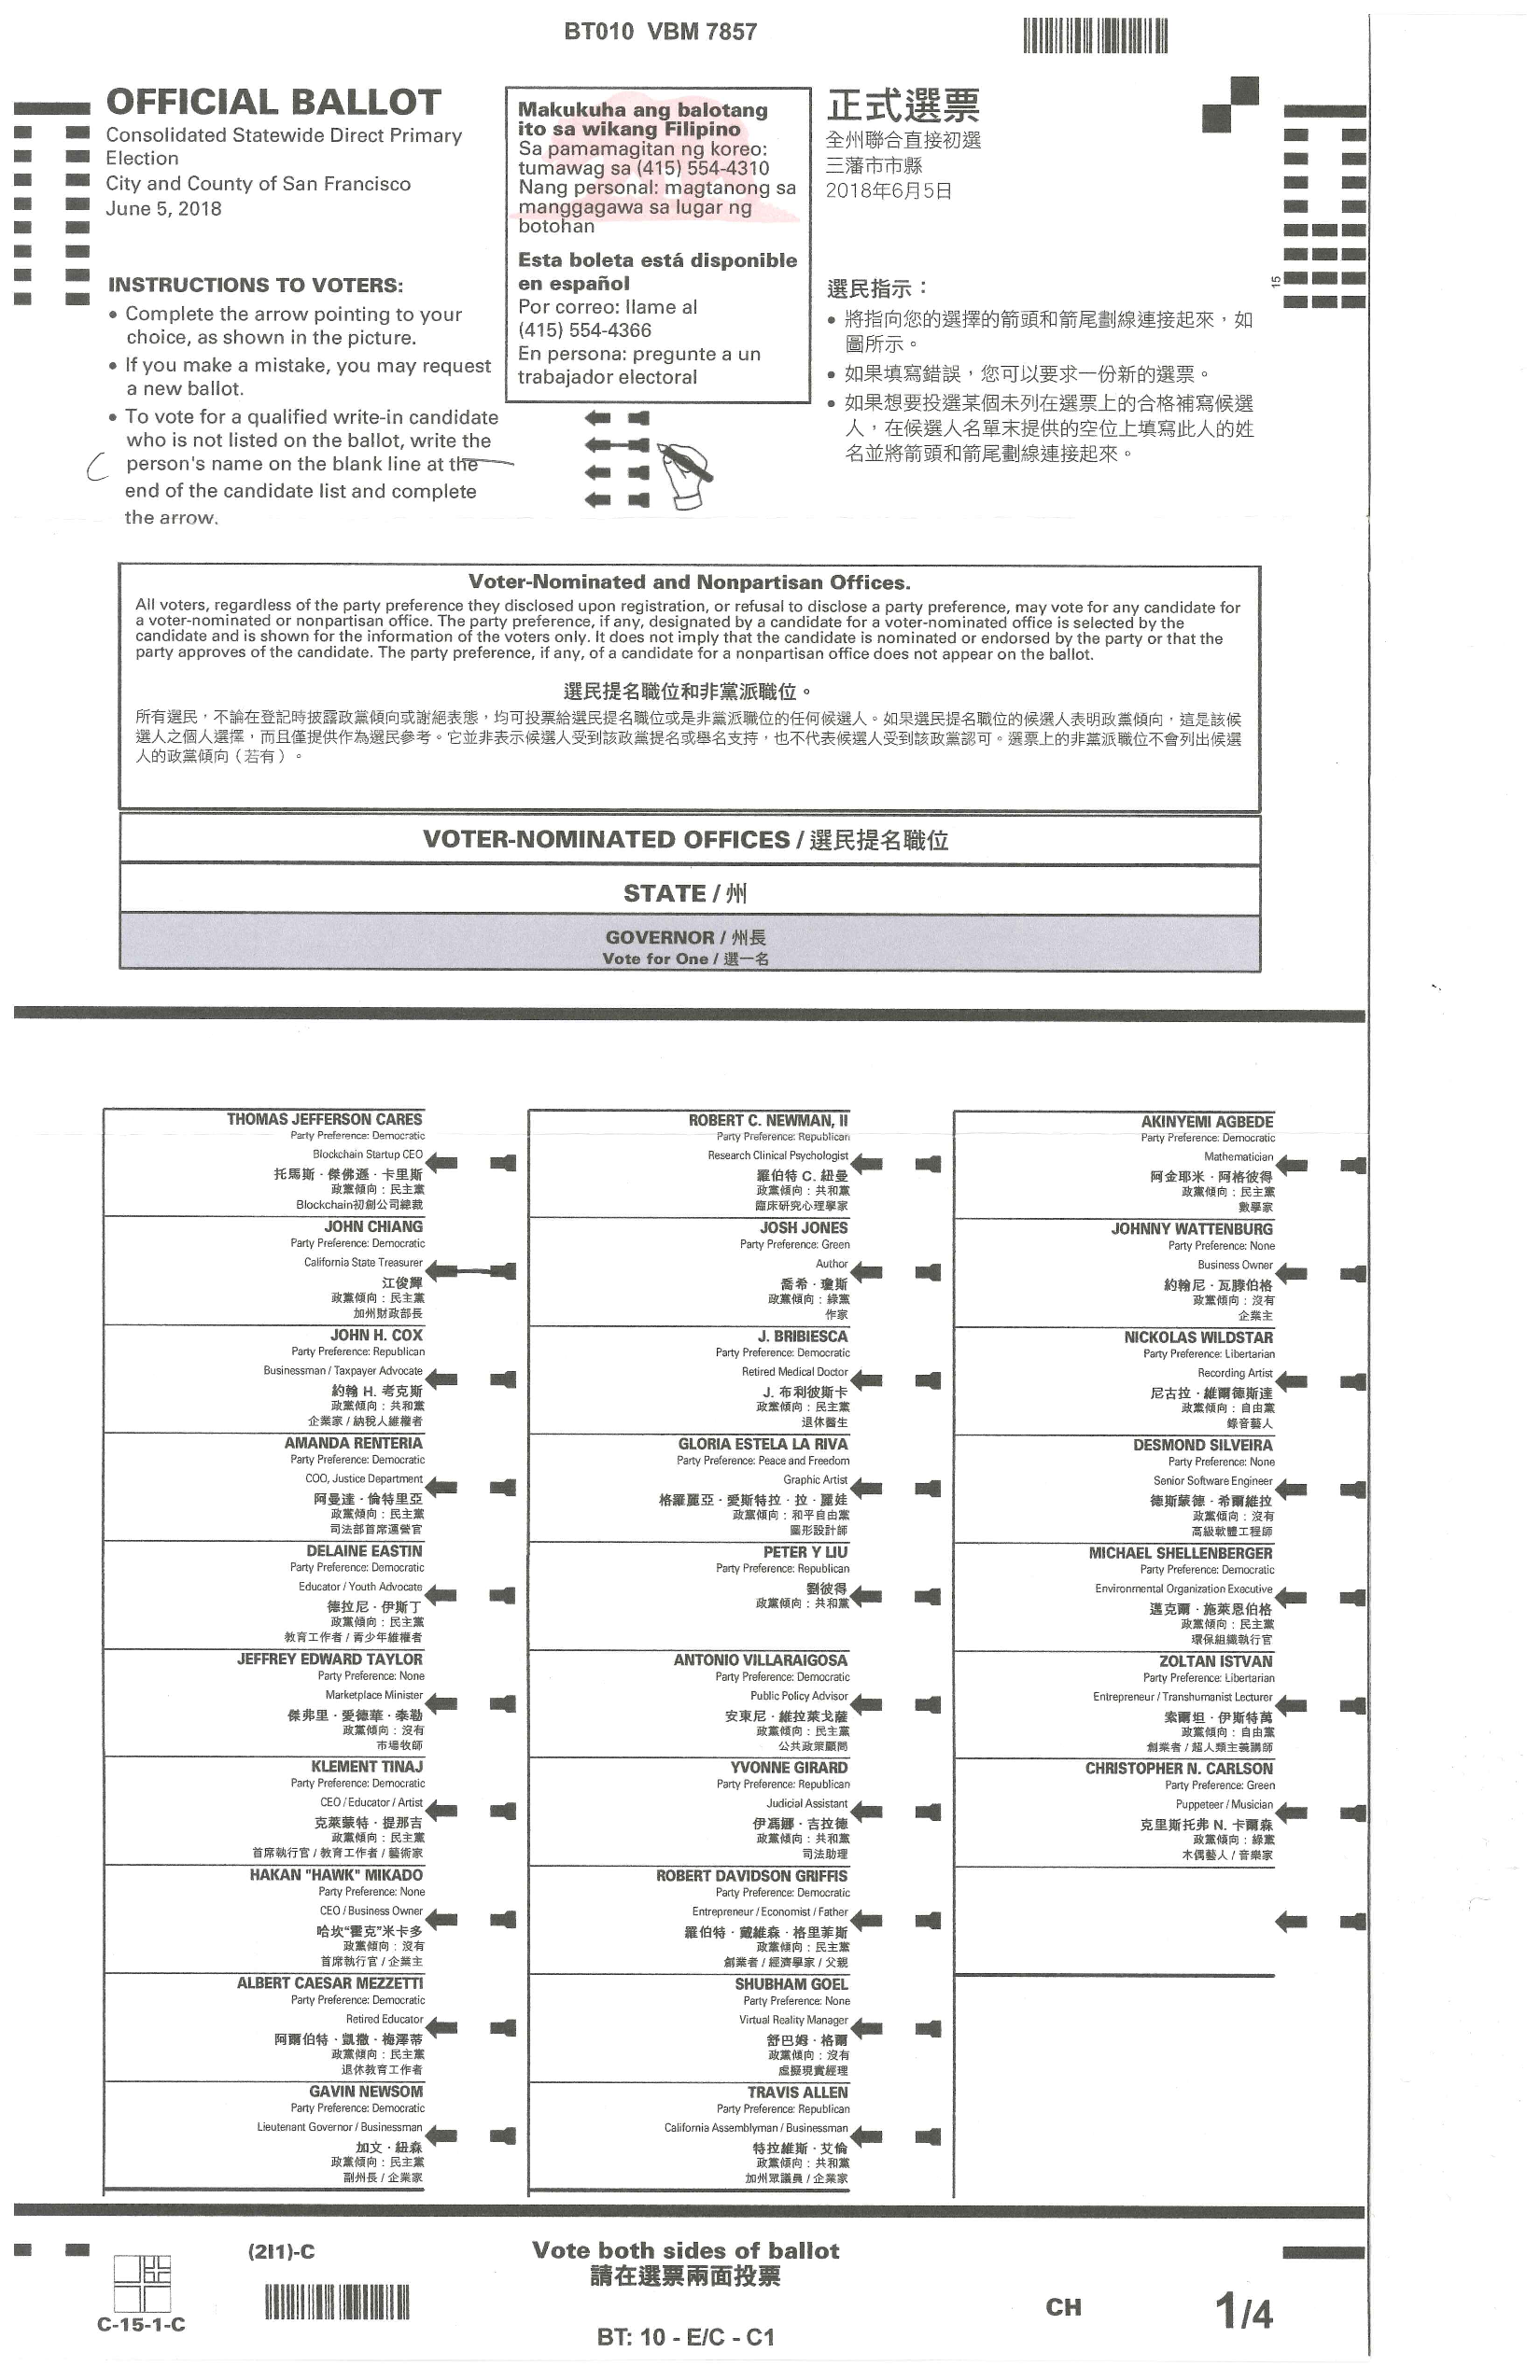 BT010 VBM 7857
OFFICIAL BALLOT
Consolidated Statewide Direct Primary
Election
City and County of San Francisco
June 5, 2018
INSTRUCTIONS TO VOTERS:
• Complete the arrow pointing to your
choice, as shown in the picture.
• If you make a mistake, you may request
a new ballot.
• To vote for a qualified write-in candidate
who is not listed on the ballot, write the
person's name on the blank line at the
end of the candidate list and complete
the arrow.
Makukuha ang balotang
ito sa wikang Filipino
Sa pamamagitan ng koreo:
tumawag sa (415) 554-4310
Nang personal: magtanong sa
manggagawa sa lugar ng
botohan
Esta boleta está disponible
en español
Por correo: llame al
(415) 554-4366
En persona: pregunte a un
trabajador electoral
正式選票
全州聯合直接初選
三藩市市縣
2018年6月5日
選民指示：
• 將指向您的選擇的箭頭和箭尾劃線連接起來，如
圖所示。
• 如果填寫錯誤，您可以要求一份新的選票。
• 如果想要投選某個未列在選票上的合格補寫候選
人，在候選人名單末提供的空位上填寫此人的姓
名並將箭頭和箭尾劃線連接起來。
15
Voter-Nominated and Nonpartisan Offices.
All voters, regardless of the party preference they disclosed upon registration, or refusal to disclose a party preference, may vote for any candidate for
a voter-nominated or nonpartisan office. The party preference, if any, designated by a candidate for a voter-nominated office is selected by the
candidate and is shown for the information of the voters only. It does not imply that the candidate is nominated or endorsed by the party or that the
party approves of the candidate. The party preference, if any, of a candidate for a nonpartisan office does not appear on the ballot.
選民提名職位和非黨派職位。
所有選民，不論在登記時披露政黨傾向或謝絕表態，均可投票給選民提名職位或是非黨派職位的任何候選人。如果選民提名職位的候選人表明政黨傾向，這是該候
選人之個人選擇，而且僅提供作為選民參考。它並非表示候選人受到該政黨提名或舉名支持，也不代表候選人受到該政黨認可。選票上的非黨派職位不會列出候選
人的政黨傾向（若有）。
VOTER-NOMINATED OFFICES / 選民提名職位
STATE / 州
GOVERNOR / 州長
Vote for One / 選一名
THOMAS JEFFERSON CARES
Party Preference: Democratic
Blockchain Startup CEO
托馬斯·傑佛遜·卡里斯
政黨傾向：民主黨
Blockchain初創公司總裁
JOHN CHIANG
Party Preference: Democratic
California State Treasurer
江俊輝
政黨傾向：民主黨
加州財政部長
JOHN H. COX
Party Preference: Republican
Businessman / Taxpayer Advocate
約翰 H. 考克斯
政黨傾向：共和黨
企業家 / 納稅人維權者
AMANDA RENTERIA
Party Preference: Democratic
COO, Justice Department
阿曼達·倫特里亞
政黨傾向：民主黨
司法部首席運營官
DELAINE EASTIN
Party Preference: Democratic
Educator / Youth Advocate
德拉尼·伊斯丁
政黨傾向：民主黨
教育工作者 / 青少年維權者
JEFFREY EDWARD TAYLOR
Party Preference: None
Marketplace Minister
傑弗里·愛德華·泰勒
政黨傾向：沒有
市場牧師
KLEMENT TINAJ
Party Preference: Democratic
CEO / Educator / Artist
克萊蒙特·提那吉
政黨傾向：民主黨
首席執行官 / 教育工作者 / 藝術家
HAKAN "HAWK" MIKADO
Party Preference: None
CEO / Business Owner
哈坎“霍克”米卡多
政黨傾向：沒有
首席執行官 / 企業主
ALBERT CAESAR MEZZETTI
Party Preference: Democratic
Retired Educator
阿爾伯特·凱撒·梅澤蒂
政黨傾向：民主黨
退休教育工作者
GAVIN NEWSOM
Party Preference: Democratic
Lieutenant Governor / Businessman
加文·紐森
政黨傾向：民主黨
副州長 / 企業家
ROBERT C. NEWMAN, II
Party Preference: Republican
Research Clinical Psychologist
羅伯特 C. 紐曼
政黨傾向：共和黨
臨床研究心理學家
JOSH JONES
Party Preference: Green
Author
喬希·瓊斯
政黨傾向：綠黨
作家
J. BRIBIESCA
Party Preference: Democratic
Retired Medical Doctor
J. 布利彼斯卡
政黨傾向：民主黨
退休醫生
GLORIA ESTELA LA RIVA
Party Preference: Peace and Freedom
Graphic Artist
格羅麗亞·愛斯特拉·拉·麗娃
政黨傾向：和平自由黨
圖形設計師
PETER Y LIU
Party Preference: Republican
劉彼得
政黨傾向：共和黨
ANTONIO VILLARAIGOSA
Party Preference: Democratic
Public Policy Advisor
安東尼·維拉萊戈薩
政黨傾向：民主黨
公共政策顧問
YVONNE GIRARD
Party Preference: Republican
Judicial Assistant
伊馮娜·吉拉德
政黨傾向：共和黨
司法助理
ROBERT DAVIDSON GRIFFIS
Party Preference: Democratic
Entrepreneur / Economist / Father
羅伯特·戴維森·格里菲斯
政黨傾向：民主黨
創業者 / 經濟學家 / 父親
SHUBHAM GOEL
Party Preference: None
Virtual Reality Manager
舒巴姆·格爾
政黨傾向：沒有
虛擬現實經理
TRAVIS ALLEN
Party Preference: Republican
California Assemblyman / Businessman
特拉維斯·艾倫
政黨傾向：共和黨
加州眾議員 / 企業家
AKINYEMI AGBEDE
Party Preference: Democratic
Mathematician
阿金耶米·阿格彼得
政黨傾向：民主黨
數學家
JOHNNY WATTENBURG
Party Preference: None
Business Owner
約翰尼·瓦滕伯格
政黨傾向：沒有
企業主
NICKOLAS WILDSTAR
Party Preference: Libertarian
Recording Artist
尼古拉·維爾德斯達
政黨傾向：自由黨
錄音藝人
DESMOND SILVEIRA
Party Preference: None
Senior Software Engineer
德斯蒙德·希爾維拉
政黨傾向：沒有
高級軟體工程師
MICHAEL SHELLENBERGER
Party Preference: Democratic
Environmental Organization Executive
邁克爾·施萊恩伯格
政黨傾向：民主黨
環保組織執行官
ZOLTAN ISTVAN
Party Preference: Libertarian
Entrepreneur / Transhumanist Lecturer
索爾坦·伊斯特萬
政黨傾向：自由黨
創業者 / 超人類主義講師
CHRISTOPHER N. CARLSON
Party Preference: Green
Puppeteer / Musician
克里斯托弗 N. 卡爾森
政黨傾向：綠黨
木偶藝人 / 音樂家
(2I1)-C
C-15-1-C
Vote both sides of ballot
請在選票兩面投票
BT: 10 - E/C - C1
CH
1/4